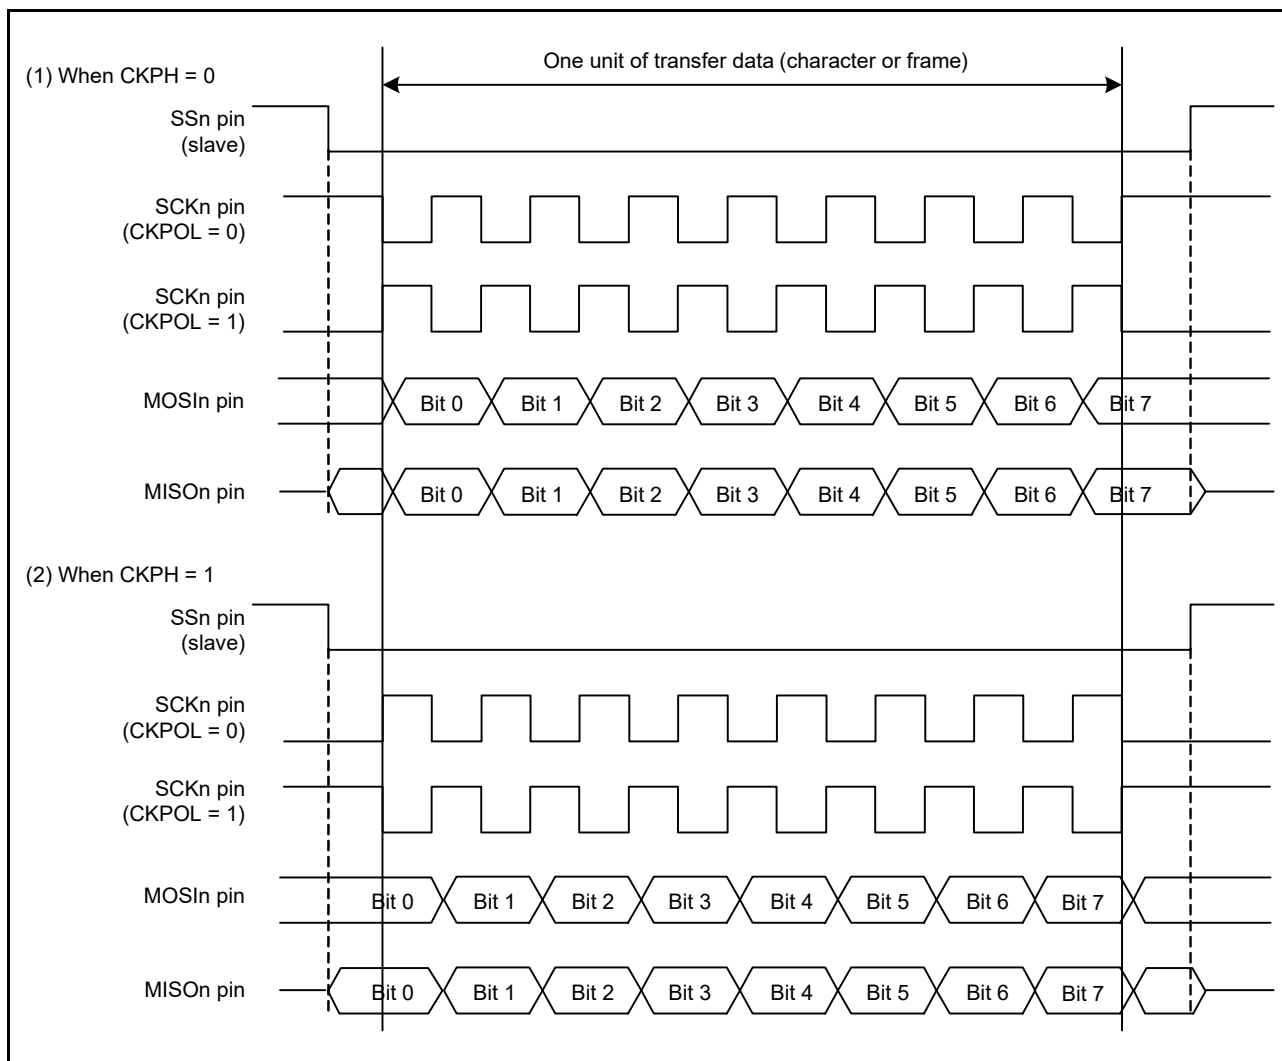 One unit of transfer data (character or frame)
(1) When CKPH = 0
SSn pin
(slave)
SCKn pin
(CKPOL = 0)
SCKn pin
(CKPOL = 1)
MOSIn pin
Bit 0 Bit 1 Bit 2 Bit 3 Bit 4 Bit 5 Bit 6 Bit 7
MISOn pin
Bit 0 Bit 1 Bit 2 Bit 3 Bit 4 Bit 5 Bit 6 Bit 7
(2) When CKPH = 1
SSn pin
(slave)
SCKn pin
(CKPOL = 0)
SCKn pin
(CKPOL = 1)
MOSIn pin
Bit 0 Bit 1 Bit 2 Bit 3 Bit 4 Bit 5 Bit 6 Bit 7
MISOn pin
Bit 0 Bit 1 Bit 2 Bit 3 Bit 4 Bit 5 Bit 6 Bit 7